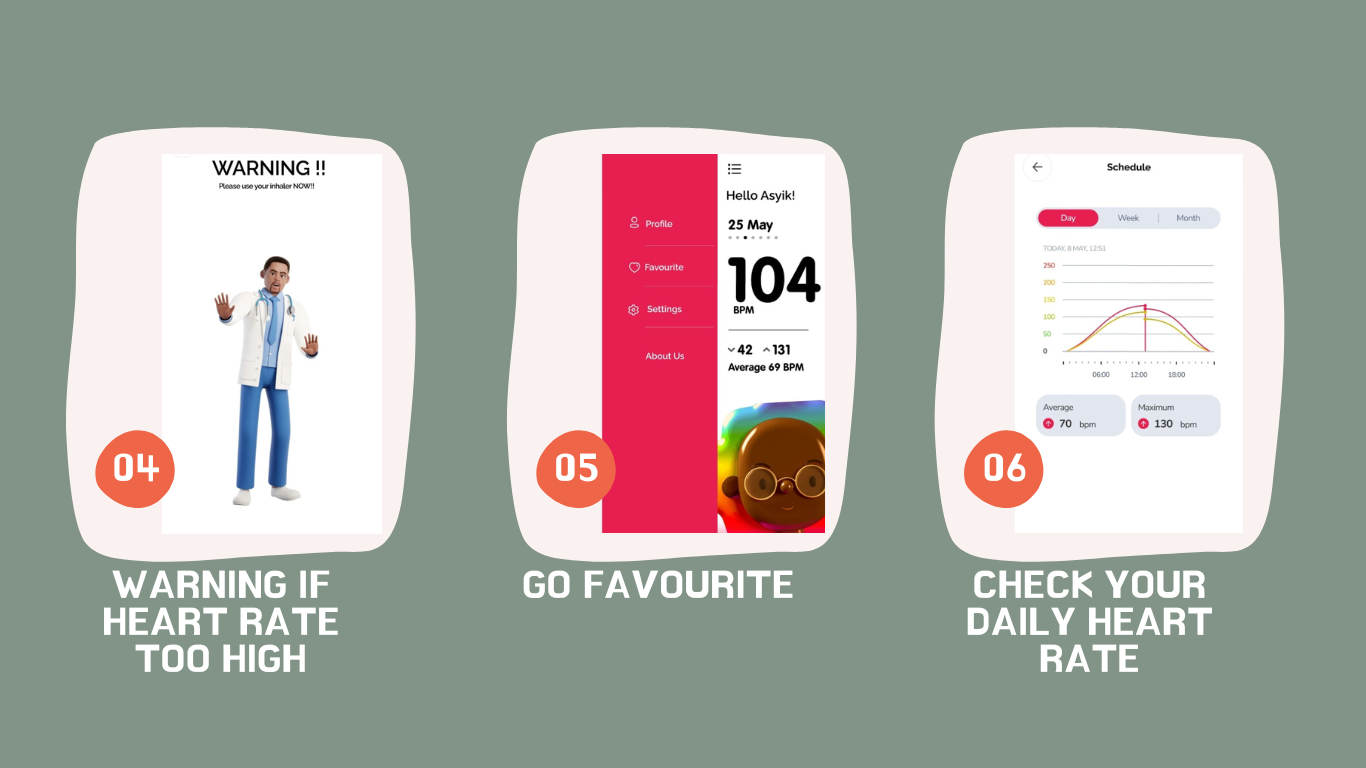 WARNING !!
Please use your inhaler NOW!!
04
WARNING IF
HEART RATE
TOO HIGH
Profile
Favourite
Settings
About Us
Hello Asyik!
25 May
104
BPM
42 131
Average 69 BPM
05
GO FAVOURITE
Schedule
Day Week Month
TODAY, 8 MAY, 12:51
250
200
150
100
50
0
06:00 12:00 18:00
Average Maximum
70 bpm 130 bpm
06
CHECK YOUR
DAILY HEART
RATE